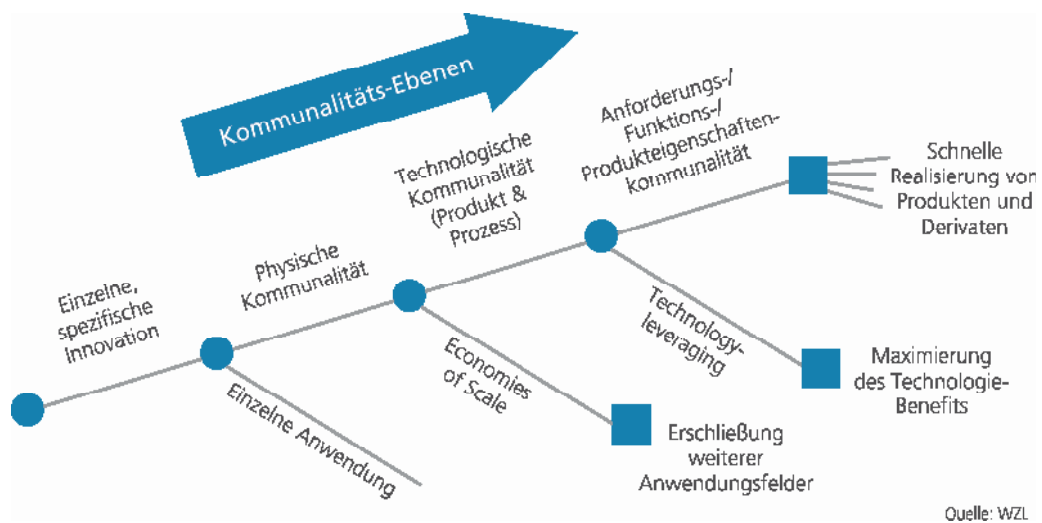 Kommunalitäts-Ebenen
Einzelne,
spezifische
Innovation
Physische
Kommunalität
Technologische
Kommunalität
(Produkt &
Prozess)
Anforderungs-/
Funktions-/
Produkteigenschaften-
kommunalität
Schnelle
Realisierung von
Produkten und
Derivaten
Einzelne Anwendung
Economies
of Scale
Technology-
leveraging
Erschließung
weiterer
Anwendungsfelder
Maximierung
des Technologie-
Benefits
Quelle: WZL